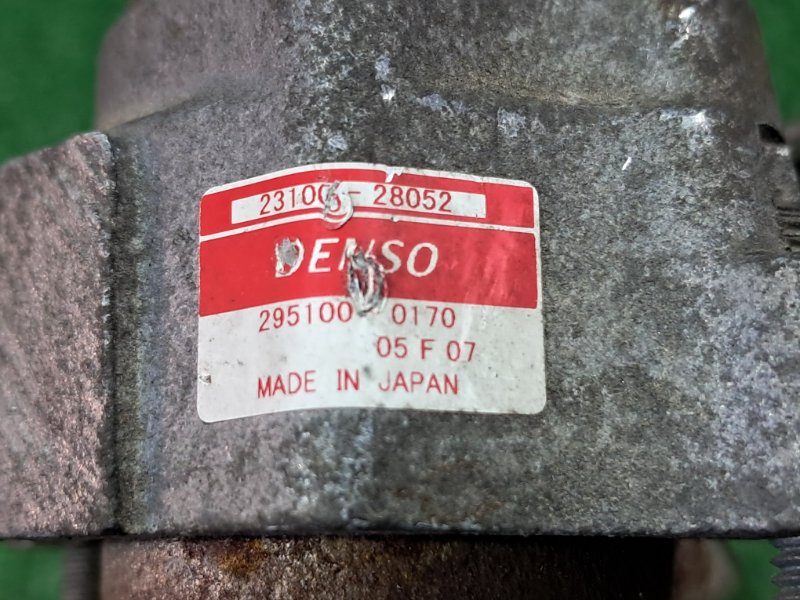 23100-28052
DENSO
295100 0170
05 F 07
MADE IN JAPAN